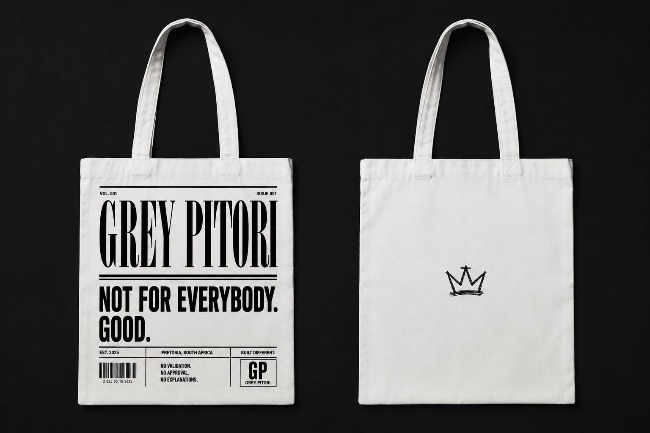 VOL. 001
ISSUE 001
GREY PITORI
NOT FOR EVERYBODY.
GOOD.
EST. 2025
PRETORIA, SOUTH AFRICA
BUILT DIFFERENT.
NO VALIDATION.
NO APPROVAL.
NO EXPLANATIONS.
GP
GREY PITORI